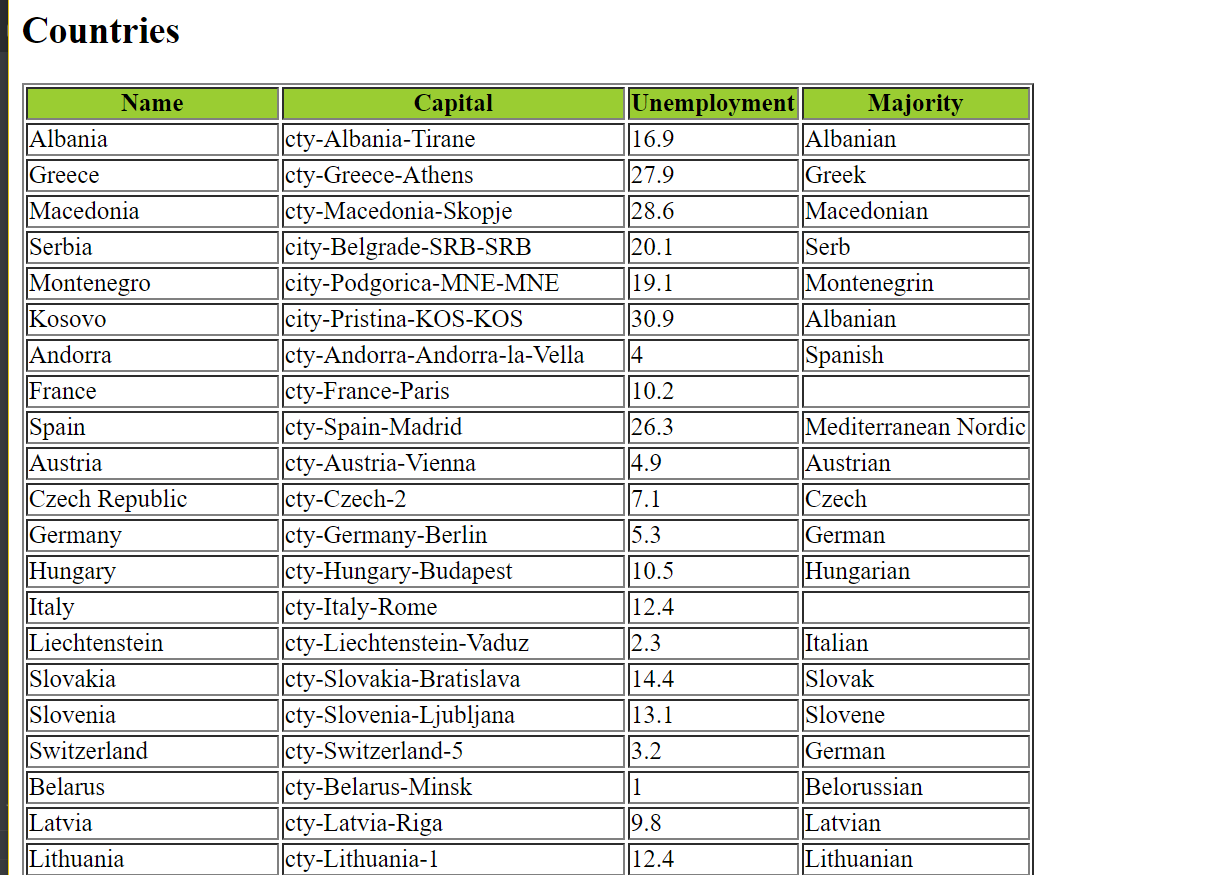 Countries
Name Capital Unemployment Majority
Albania cty-Albania-Tirane 16.9 Albanian
Greece cty-Greece-Athens 27.9 Greek
Macedonia cty-Macedonia-Skopje 28.6 Macedonian
Serbia city-Belgrade-SRB-SRB 20.1 Serb
Montenegro city-Podgorica-MNE-MNE 19.1 Montenegrin
Kosovo city-Pristina-KOS-KOS 30.9 Albanian
Andorra cty-Andorra-Andorra-la-Vella 4 Spanish
France cty-France-Paris 10.2
Spain cty-Spain-Madrid 26.3 Mediterranean Nordic
Austria cty-Austria-Vienna 4.9 Austrian
Czech Republic cty-Czech-2 7.1 Czech
Germany cty-Germany-Berlin 5.3 German
Hungary cty-Hungary-Budapest 10.5 Hungarian
Italy cty-Italy-Rome 12.4
Liechtenstein cty-Liechtenstein-Vaduz 2.3 Italian
Slovakia cty-Slovakia-Bratislava 14.4 Slovak
Slovenia cty-Slovenia-Ljubljana 13.1 Slovene
Switzerland cty-Switzerland-5 3.2 German
Belarus cty-Belarus-Minsk 1 Belorussian
Latvia cty-Latvia-Riga 9.8 Latvian
Lithuania cty-Lithuania-1 12.4 Lithuanian